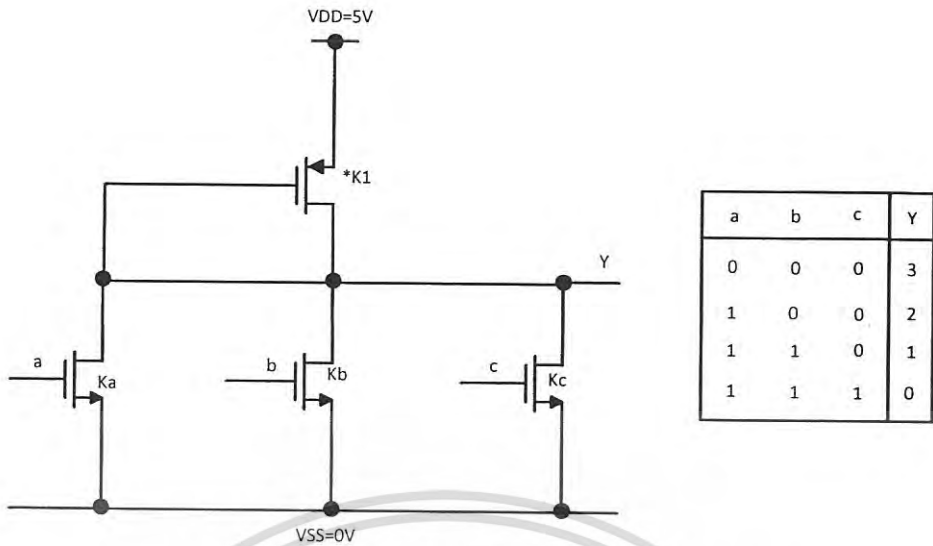 VDD=5V
*K1
Y
a
Ka
b
Kb
c
Kc
VSS=0V
a b c Y
0 0 0 3
1 0 0 2
1 1 0 1
1 1 1 0